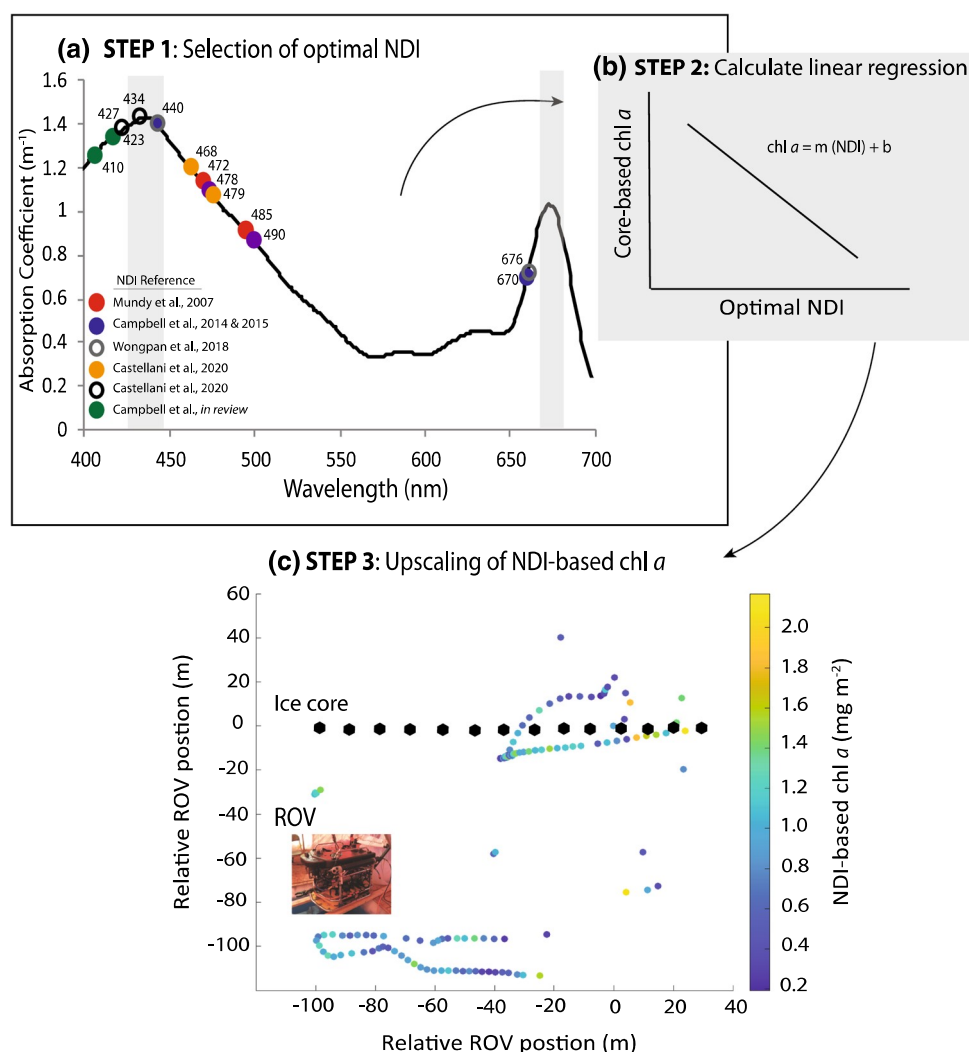 (a) STEP 1: Selection of optimal NDI
Absorption Coefficient (m⁻¹)
1.6
1.4
1.2
1
0.8
0.6
0.4
0.2
0
410
427
423
434
440
468
472
478
479
485
490
676
670
NDI Reference
Mundy et al., 2007
Campbell et al., 2014 & 2015
Wongpan et al., 2018
Castellani et al., 2020
Castellani et al., 2020
Campbell et al., in review
400 450 500 550 600 650 700
Wavelength (nm)
(b) STEP 2: Calculate linear regression
Core-based chl a
chl a = m (NDI) + b
Optimal NDI
(c) STEP 3: Upscaling of NDI-based chl a
Relative ROV postion (m)
60
40
20
0
-20
-40
-60
-80
-100
Ice core
ROV
-100 -80 -60 -40 -20 0 20 40
Relative ROV postion (m)
2.0
1.8
1.6
1.4
1.2
1.0
0.8
0.6
0.4
0.2
NDI-based chl a (mg m⁻²)